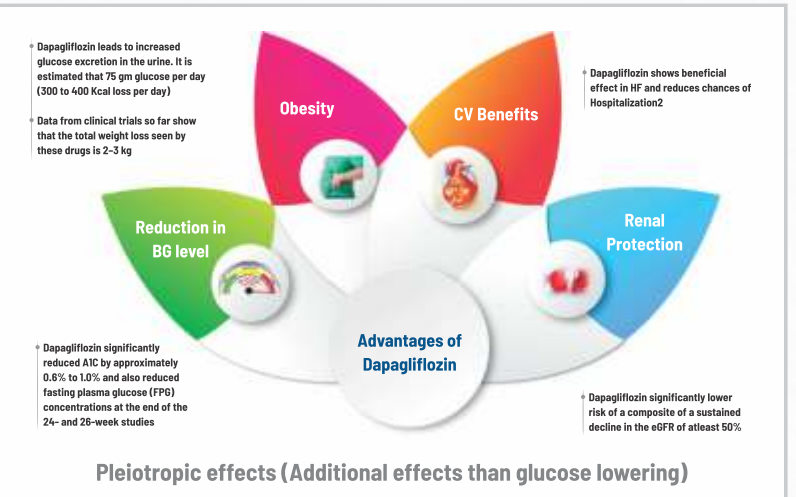 Dapagliflozin leads to increased
glucose excretion in the urine. It is
estimated that 75 gm glucose per day
(300 to 400 Kcal loss per day)
Data from clinical trials so far show
that the total weight loss seen by
these drugs is 2–3 kg
Obesity
CV Benefits
Dapagliflozin shows beneficial
effect in HF and reduces chances of
Hospitalization2
Reduction in
BG level
Renal
Protection
Advantages of
Dapagliflozin
Dapagliflozin significantly
reduced A1C by approximately
0.6% to 1.0% and also reduced
fasting plasma glucose (FPG)
concentrations at the end of the
24- and 26-week studies
Dapagliflozin significantly lower
risk of a composite of a sustained
decline in the eGFR of atleast 50%
Pleiotropic effects (Additional effects than glucose lowering)